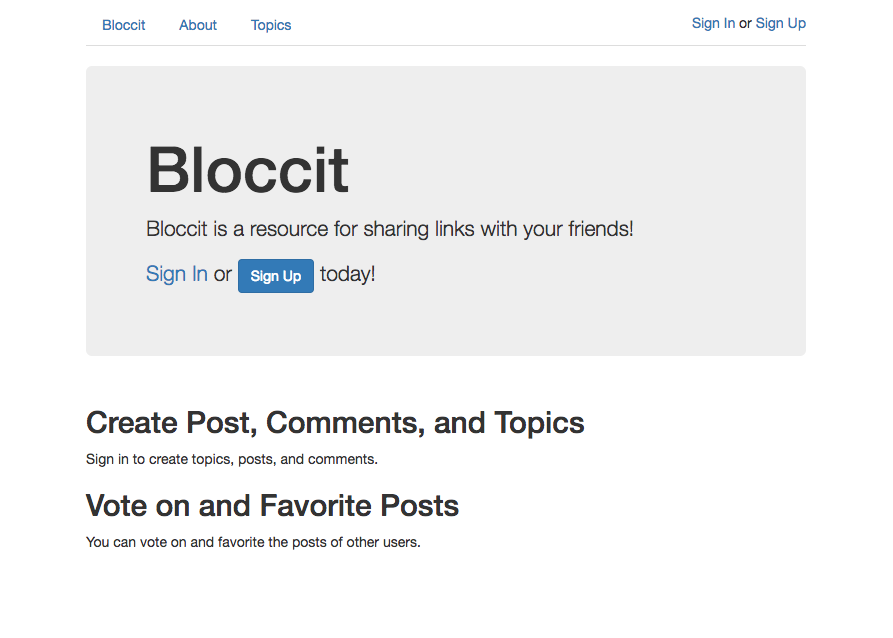 Bloccit About Topics Sign In or Sign Up
Bloccit
Bloccit is a resource for sharing links with your friends!
Sign In or Sign Up today!
Create Post, Comments, and Topics
Sign in to create topics, posts, and comments.
Vote on and Favorite Posts
You can vote on and favorite the posts of other users.